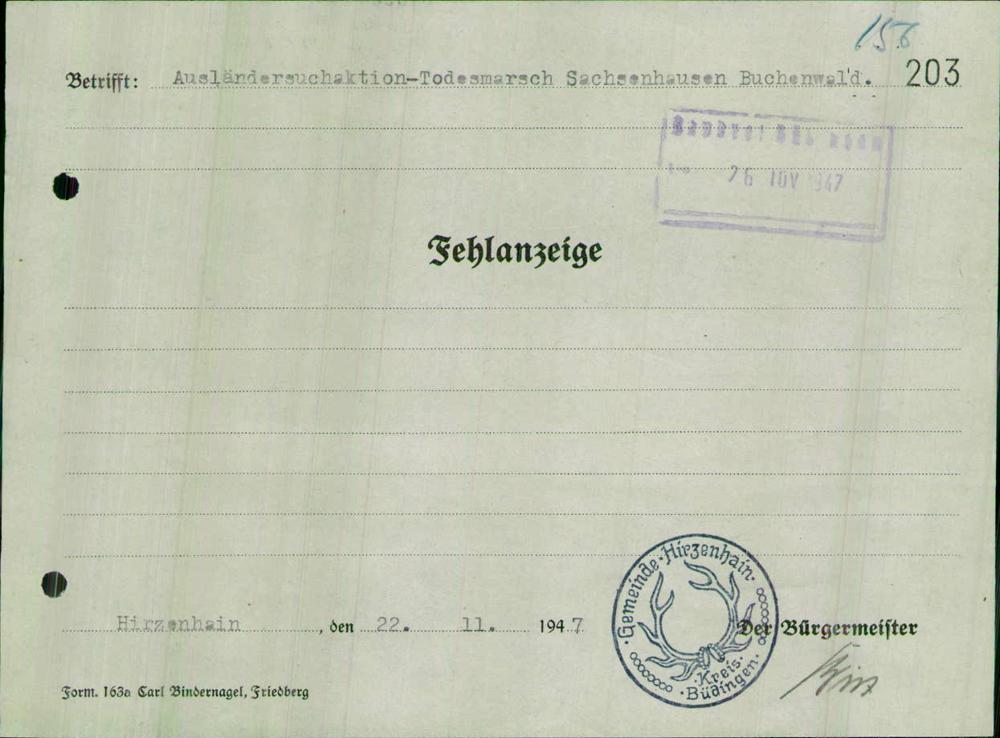 156
Betrifft: Ausländersuchaktion-Todesmarsch Sachsenhausen Buchenwald. 203
26 NOV 1947
Fehlanzeige
Gemeinde·Hirzenhain·
·Kreis·
·Büdingen·
Hirzenhain, den 22. 11. 1947 Der Bürgermeister
Form. 163a Carl Bindernagel, Friedberg